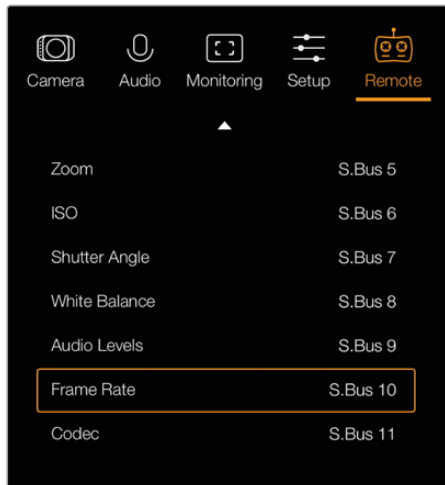 Camera Audio Monitoring Setup Remote
Zoom S.Bus 5
ISO S.Bus 6
Shutter Angle S.Bus 7
White Balance S.Bus 8
Audio Levels S.Bus 9
Frame Rate S.Bus 10
Codec S.Bus 11